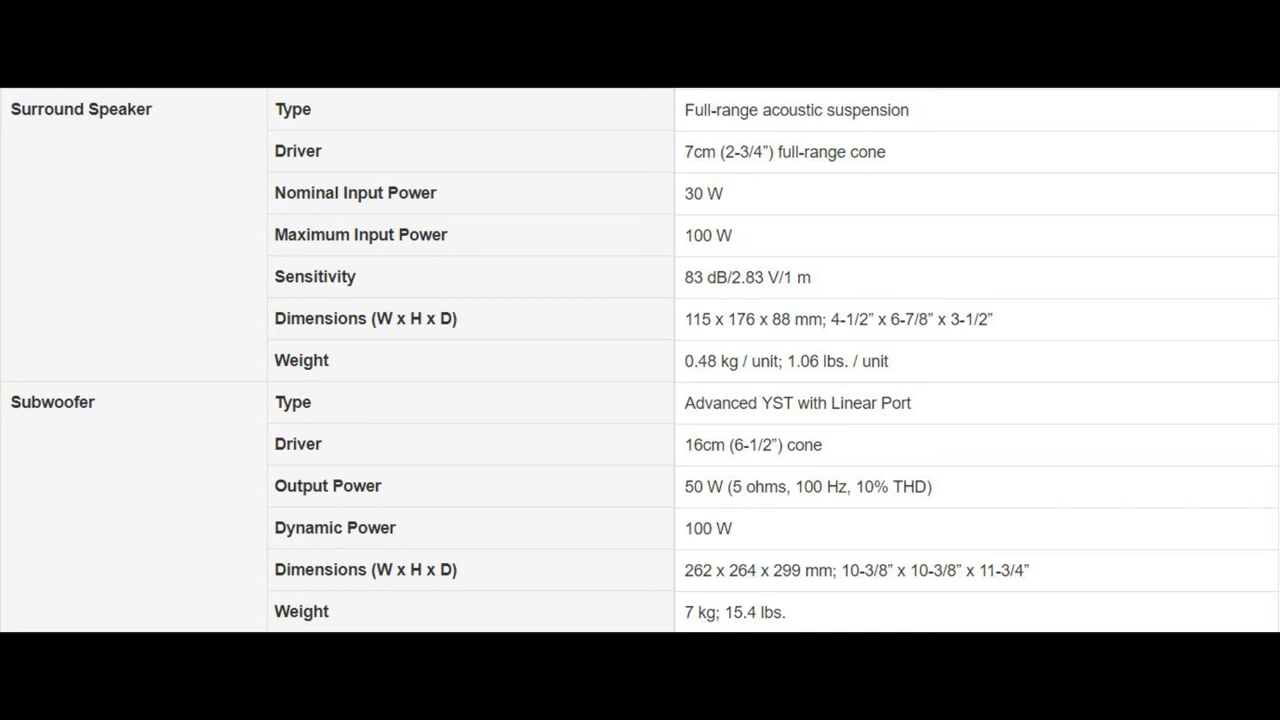 Surround Speaker Type Full-range acoustic suspension
Driver 7cm (2-3/4”) full-range cone
Nominal Input Power 30 W
Maximum Input Power 100 W
Sensitivity 83 dB/2.83 V/1 m
Dimensions (W x H x D) 115 x 176 x 88 mm; 4-1/2” x 6-7/8” x 3-1/2”
Weight 0.48 kg / unit; 1.06 lbs. / unit
Subwoofer Type Advanced YST with Linear Port
Driver 16cm (6-1/2”) cone
Output Power 50 W (5 ohms, 100 Hz, 10% THD)
Dynamic Power 100 W
Dimensions (W x H x D) 262 x 264 x 299 mm; 10-3/8” x 10-3/8” x 11-3/4”
Weight 7 kg; 15.4 lbs.